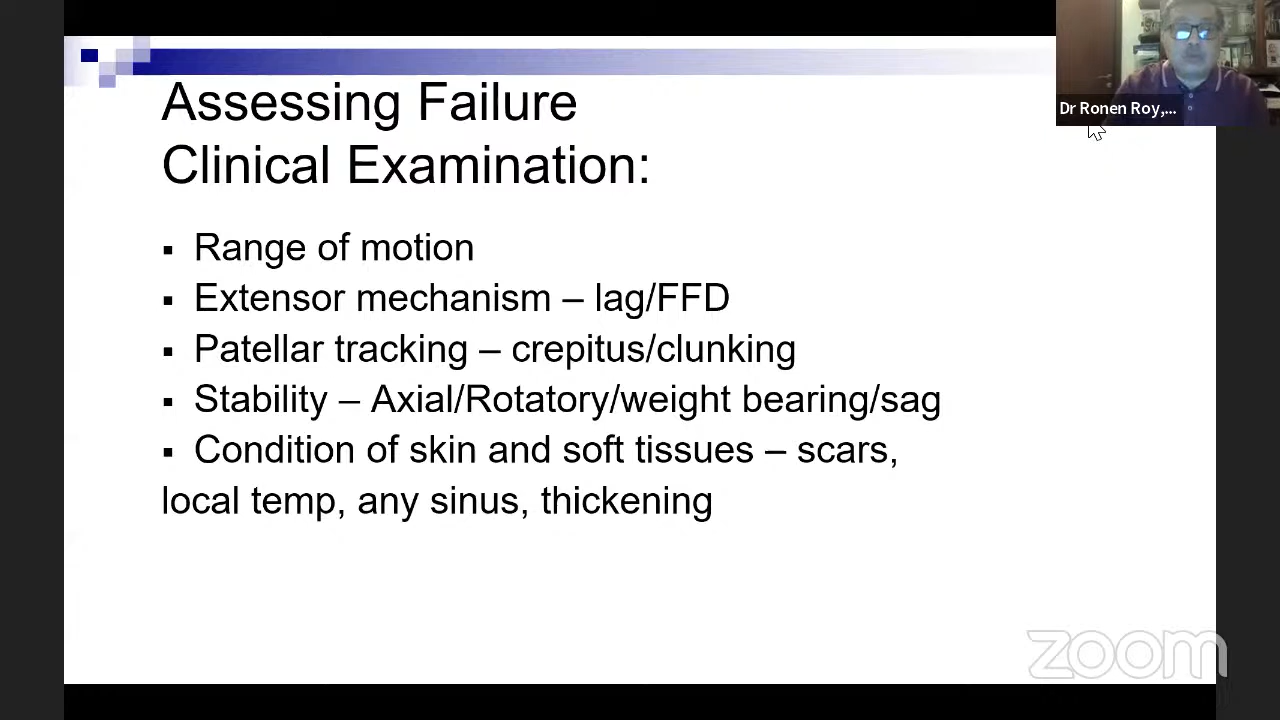 Dr Ronen Roy,...
Assessing Failure
Clinical Examination:
▪ Range of motion
▪ Extensor mechanism – lag/FFD
▪ Patellar tracking – crepitus/clunking
▪ Stability – Axial/Rotatory/weight bearing/sag
▪ Condition of skin and soft tissues – scars,
local temp, any sinus, thickening
zoom